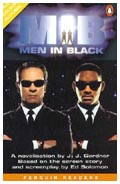 MIB
MEN IN BLACK
A novelisation by J. J. Gardner
Based on the screen story
and screenplay by Ed Solomon
PENGUIN READERS